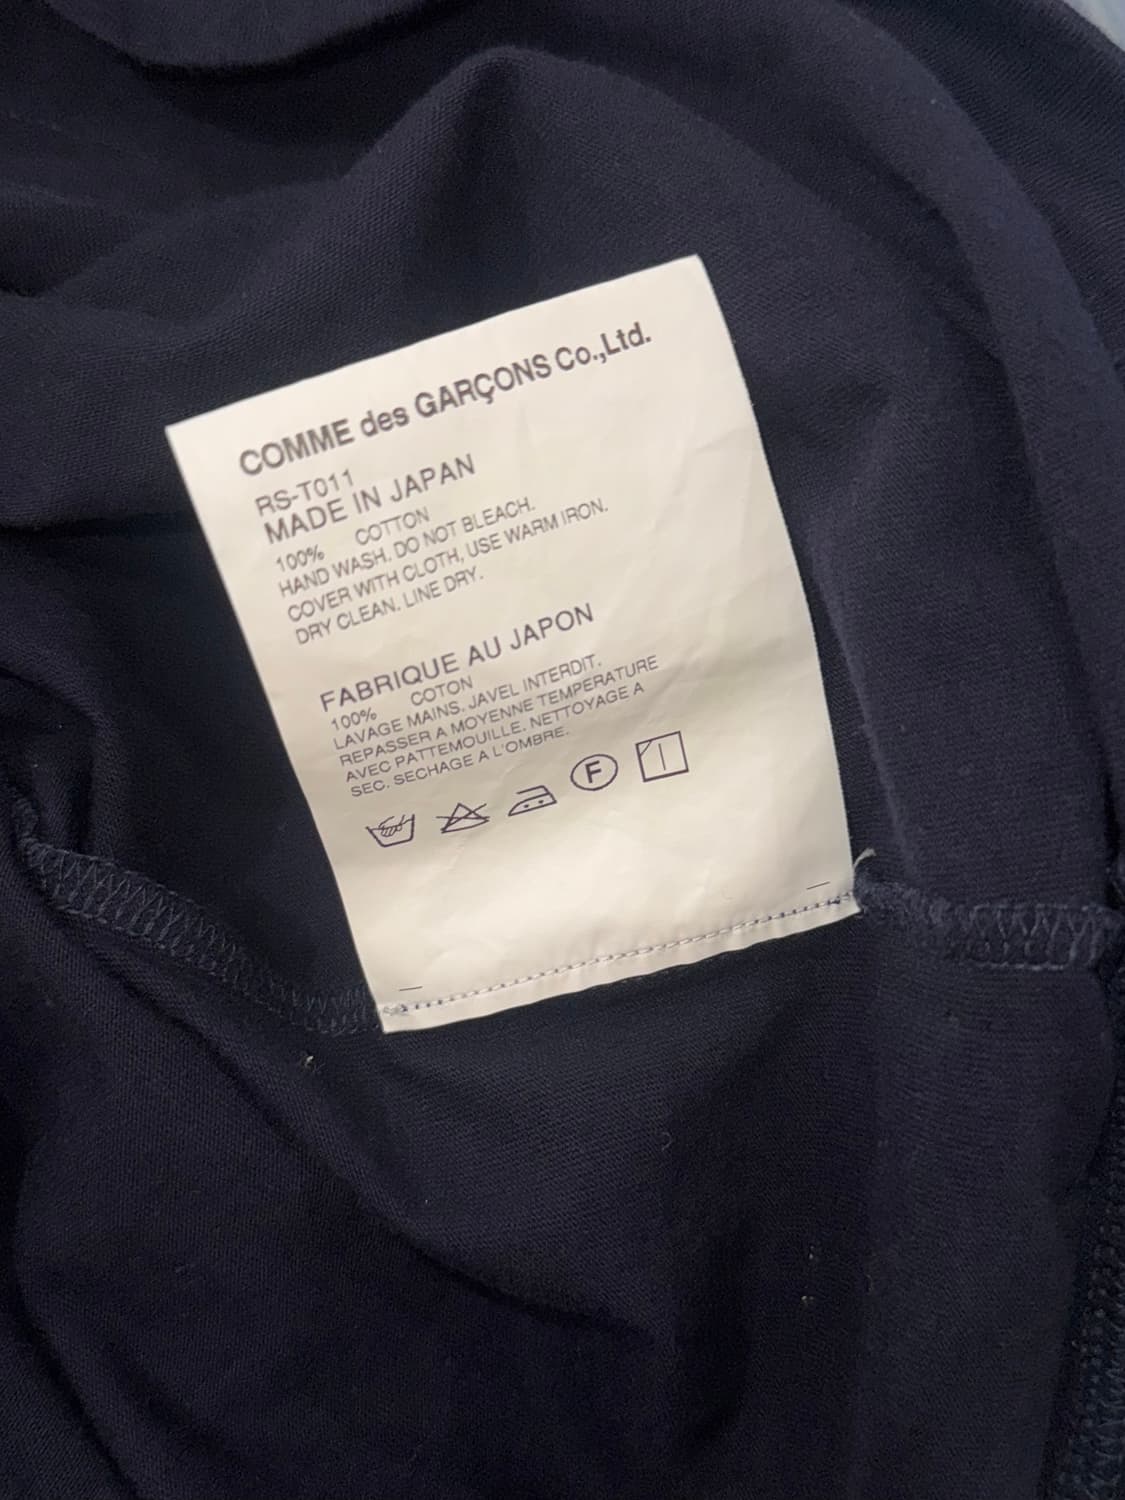 COMME des GARÇONS Co.,Ltd.
RS-T011
MADE IN JAPAN
100% COTTON
HAND WASH. DO NOT BLEACH.
COVER WITH CLOTH, USE WARM IRON.
DRY CLEAN. LINE DRY.
FABRIQUE AU JAPON
100% COTON
LAVAGE MAINS. JAVEL INTERDIT.
REPASSER A MOYENNE TEMPERATURE
AVEC PATTEMOUILLE. NETTOYAGE A
SEC. SECHAGE A L'OMBRE.
F